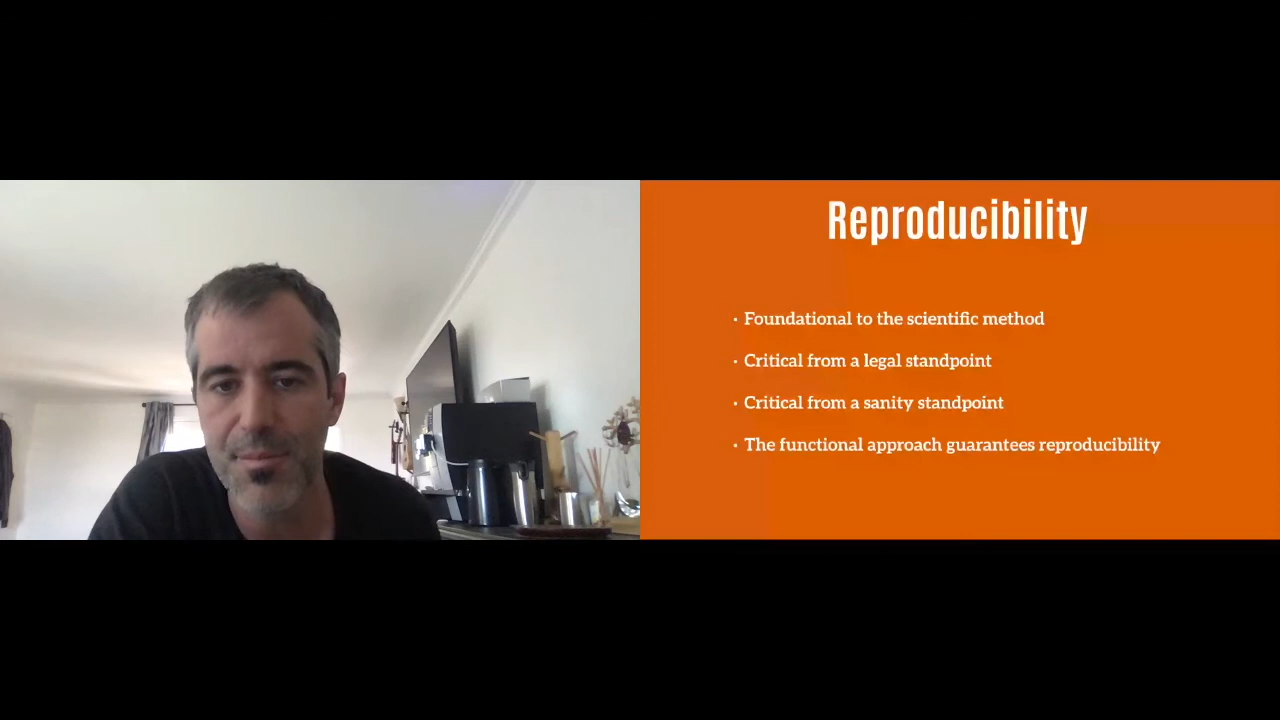 Reproducibility
• Foundational to the scientific method
• Critical from a legal standpoint
• Critical from a sanity standpoint
• The functional approach guarantees reproducibility